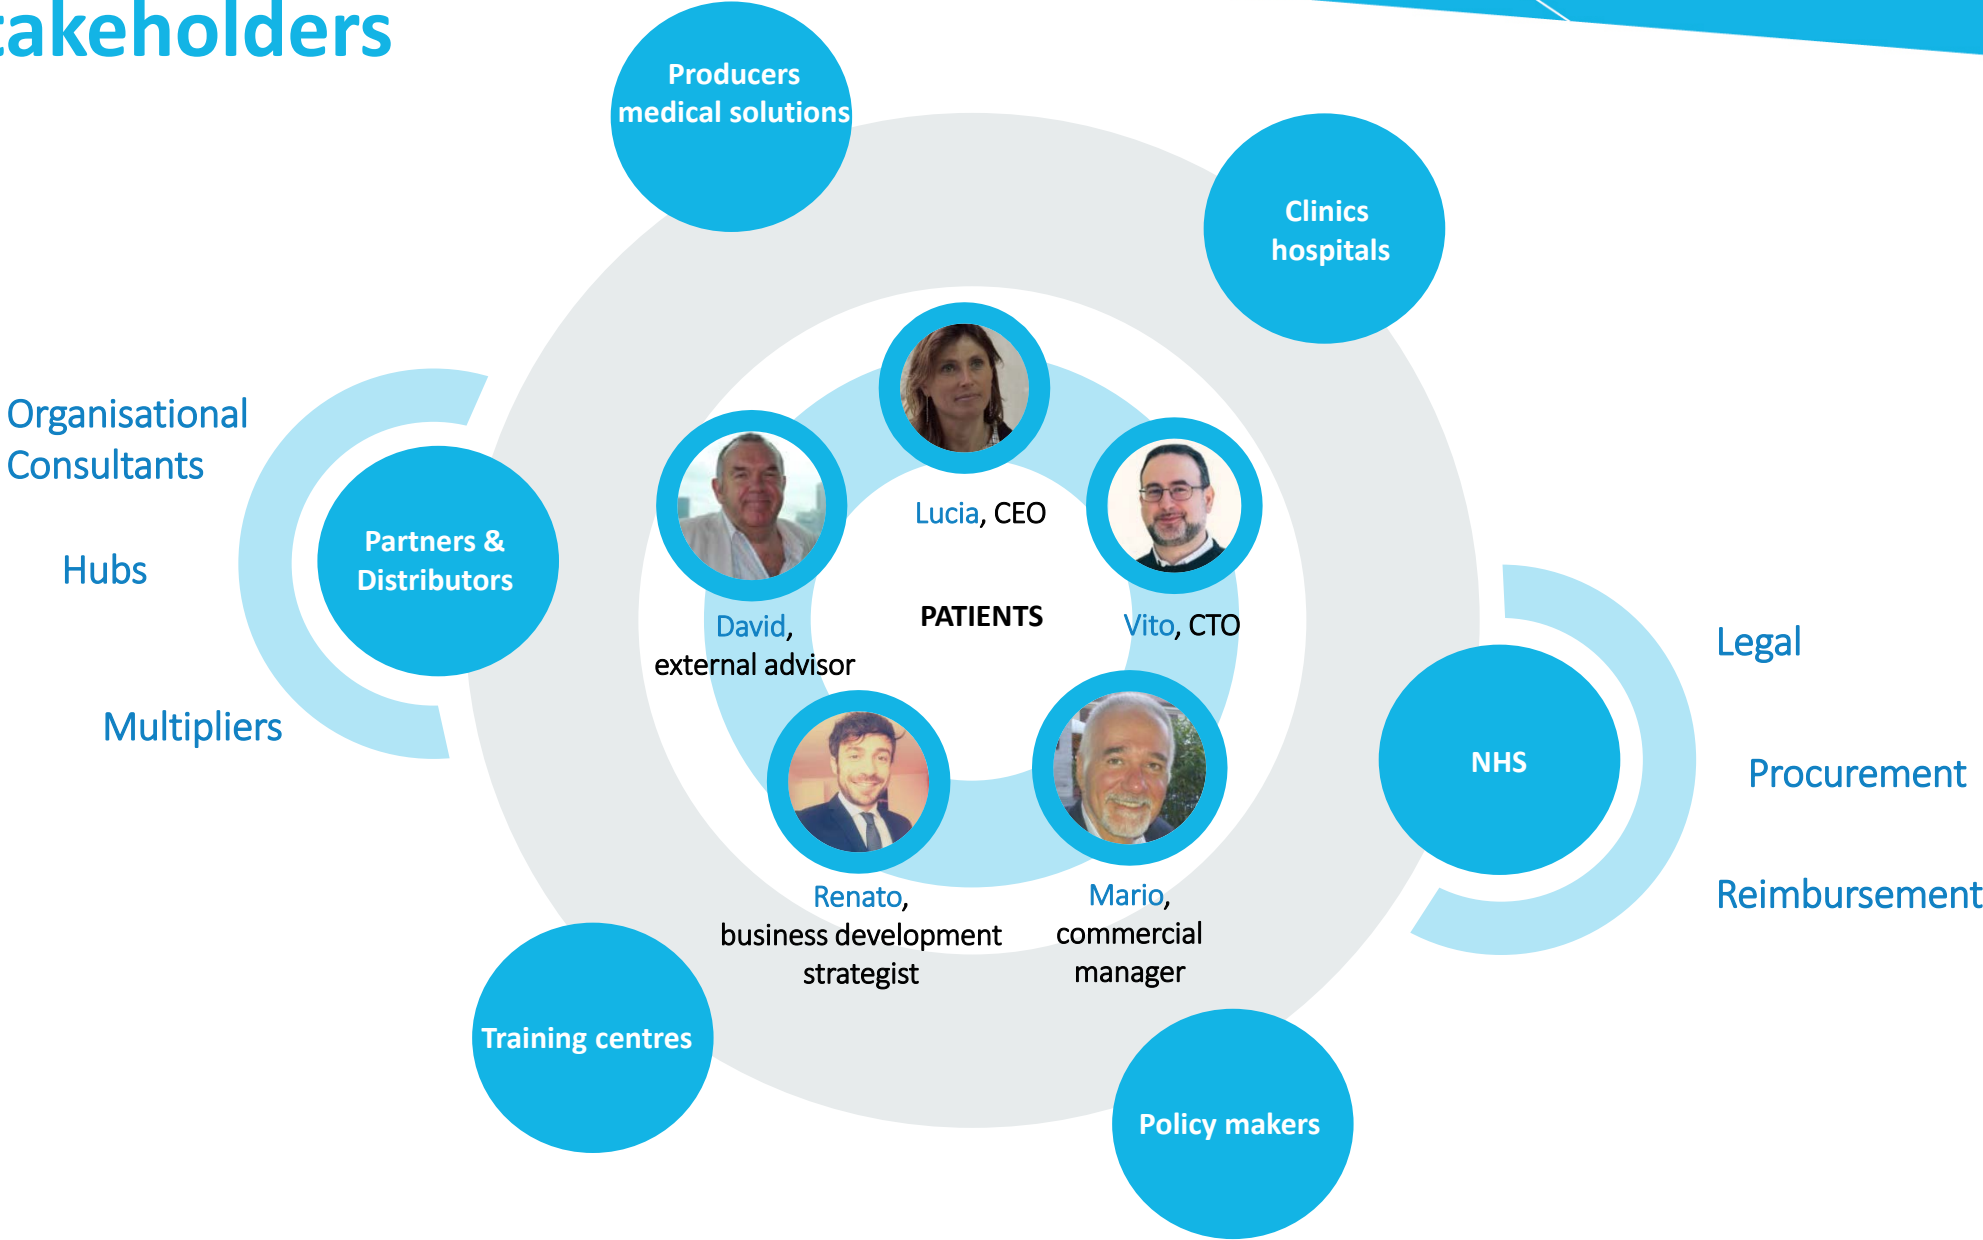 takeholders
Producers
medical solutions
Clinics
hospitals
Organisational
Consultants
Hubs
Multipliers
Partners &
Distributors
Lucia, CEO
David,
external advisor
PATIENTS
Vito, CTO
Renato,
business development
strategist
Mario,
commercial
manager
NHS
Legal
Procurement
Reimbursement
Training centres
Policy makers